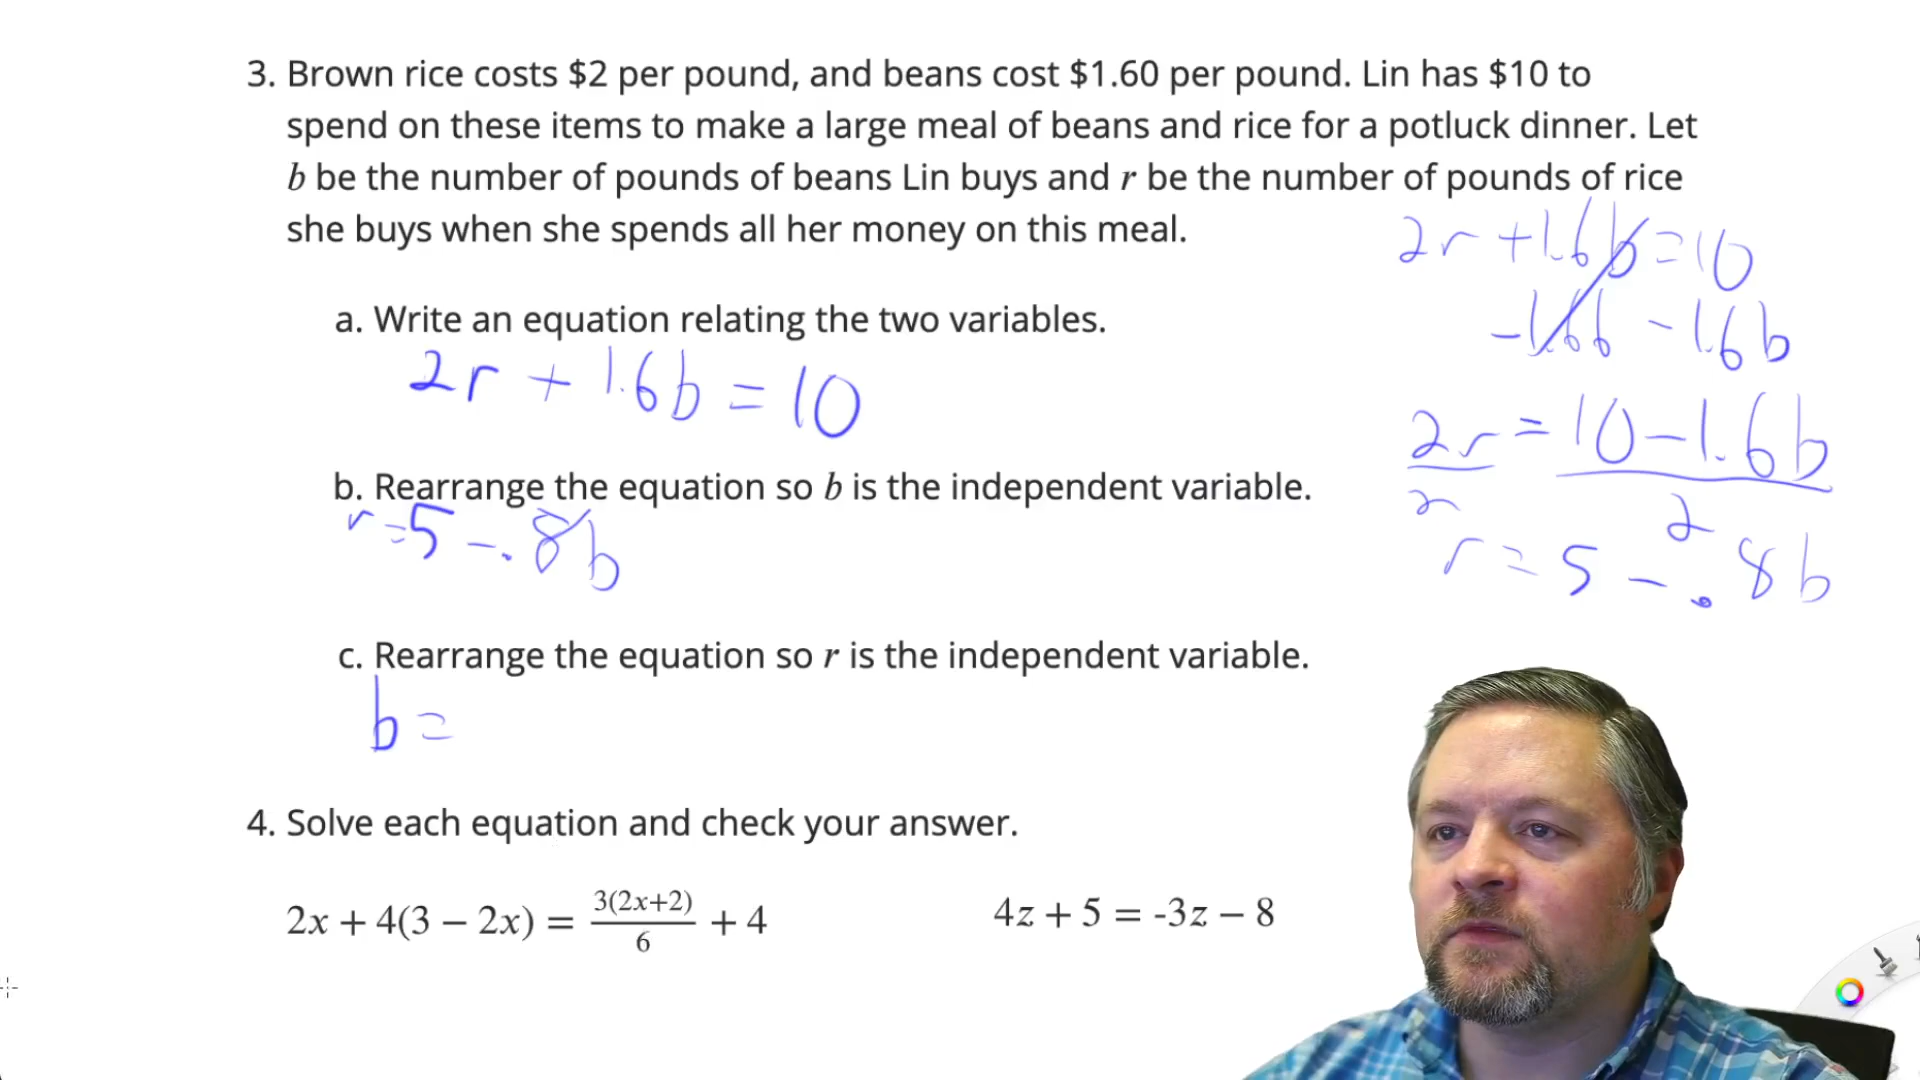 3. Brown rice costs $2 per pound, and beans cost $1.60 per pound. Lin has $10 to
spend on these items to make a large meal of beans and rice for a potluck dinner. Let
b be the number of pounds of beans Lin buys and r be the number of pounds of rice
she buys when she spends all her money on this meal.
2r + 1.6b = 10
- 1.6b - 1.6b
2r = 10 - 1.6b
2 2
r = 5 - .8b
a. Write an equation relating the two variables.
2r + 1.6b = 10
b. Rearrange the equation so b is the independent variable.
r = 5 - .8b
c. Rearrange the equation so r is the independent variable.
b =
4. Solve each equation and check your answer.
2x + 4(3 − 2x) = 3(2x+2)/6 + 4
4z + 5 = -3z − 8